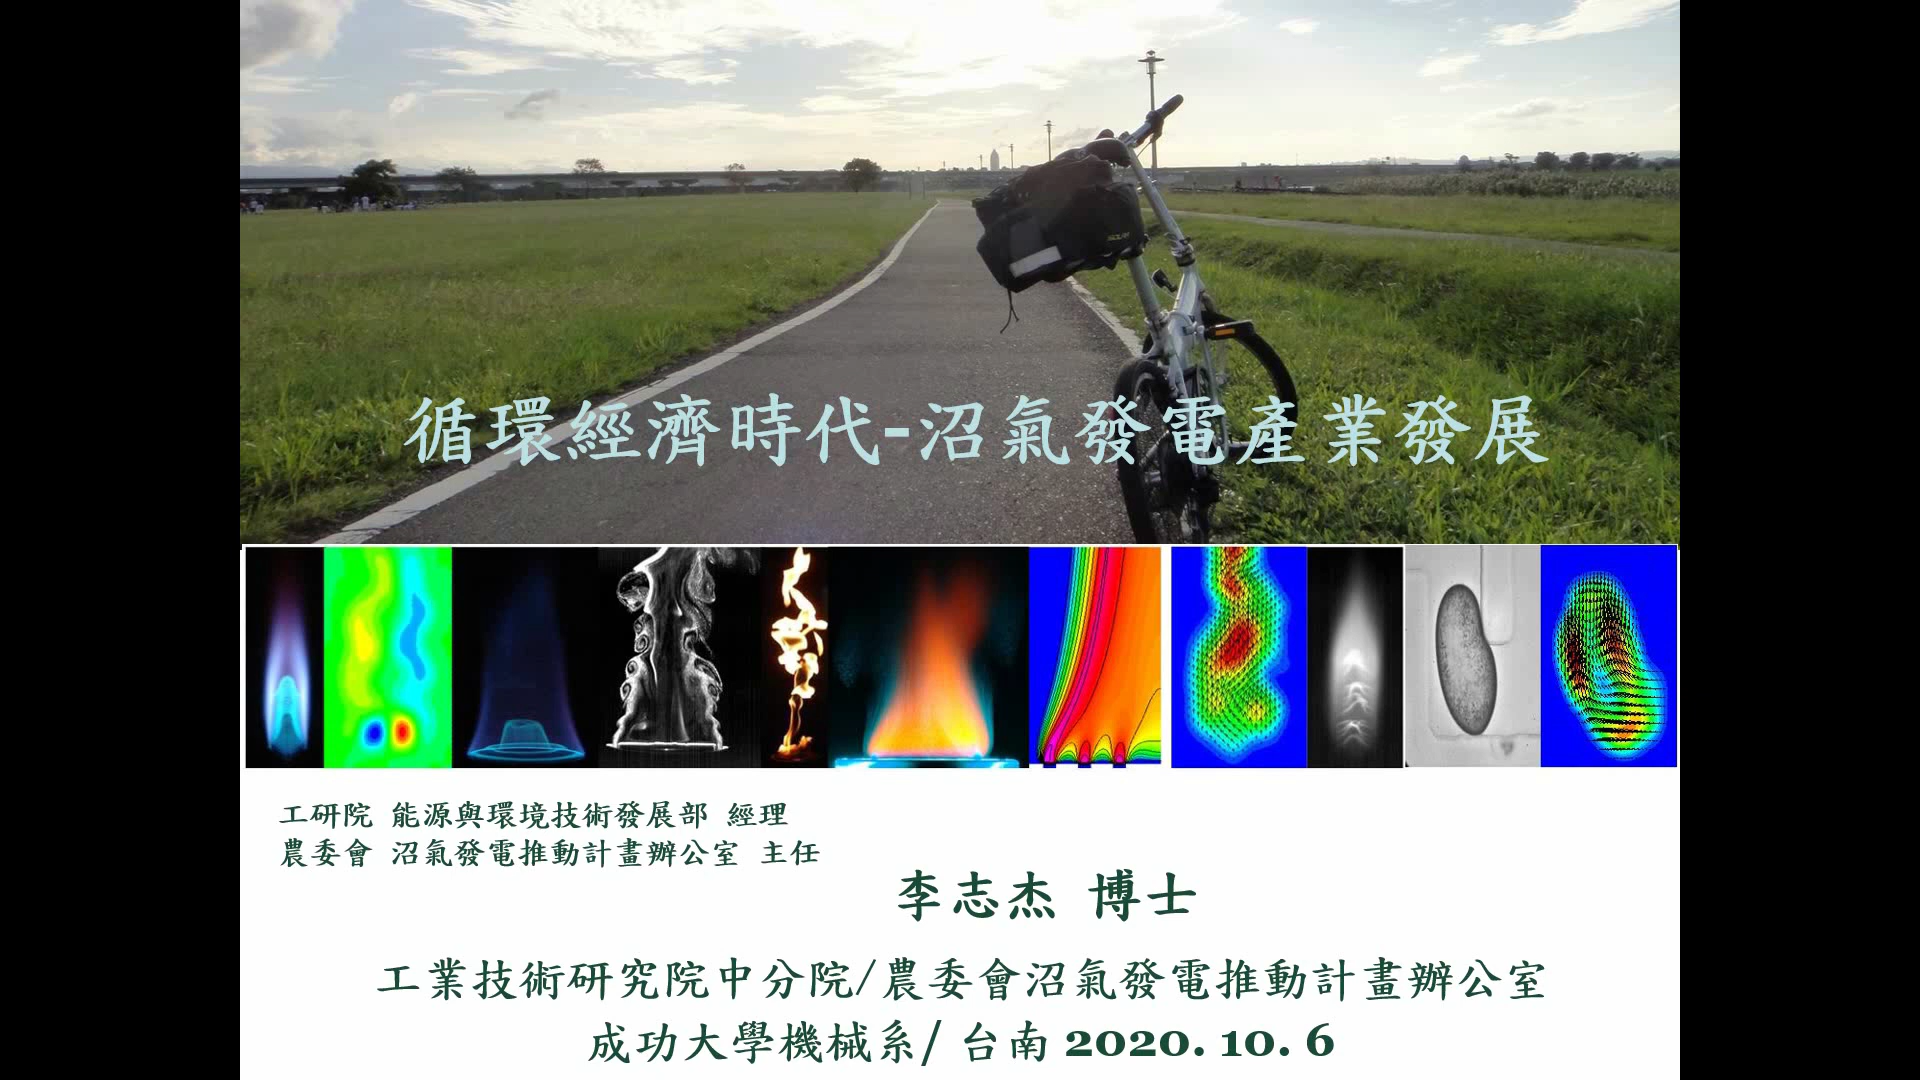 循環經濟時代-沼氣發電產業發展
工研院 能源與環境技術發展部 經理
農委會 沼氣發電推動計畫辦公室 主任
李志杰 博士
工業技術研究院中分院/農委會沼氣發電推動計畫辦公室
成功大學機械系/ 台南 2020. 10. 6